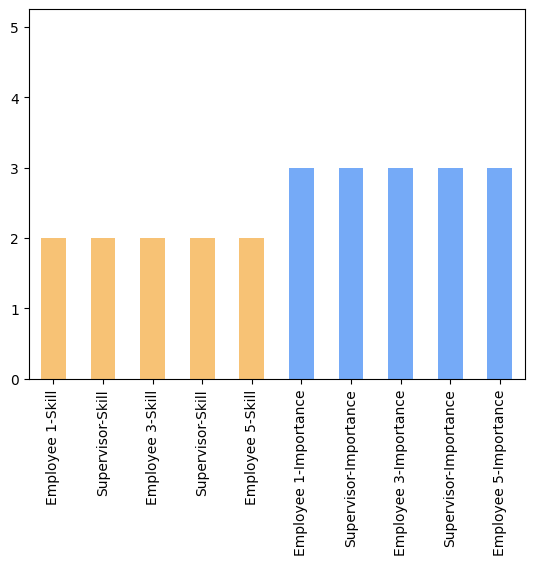 5
4
3
2
1
0
Employee 1-Skill
Supervisor-Skill
Employee 3-Skill
Supervisor-Skill
Employee 5-Skill
Employee 1-Importance
Supervisor-Importance
Employee 3-Importance
Supervisor-Importance
Employee 5-Importance